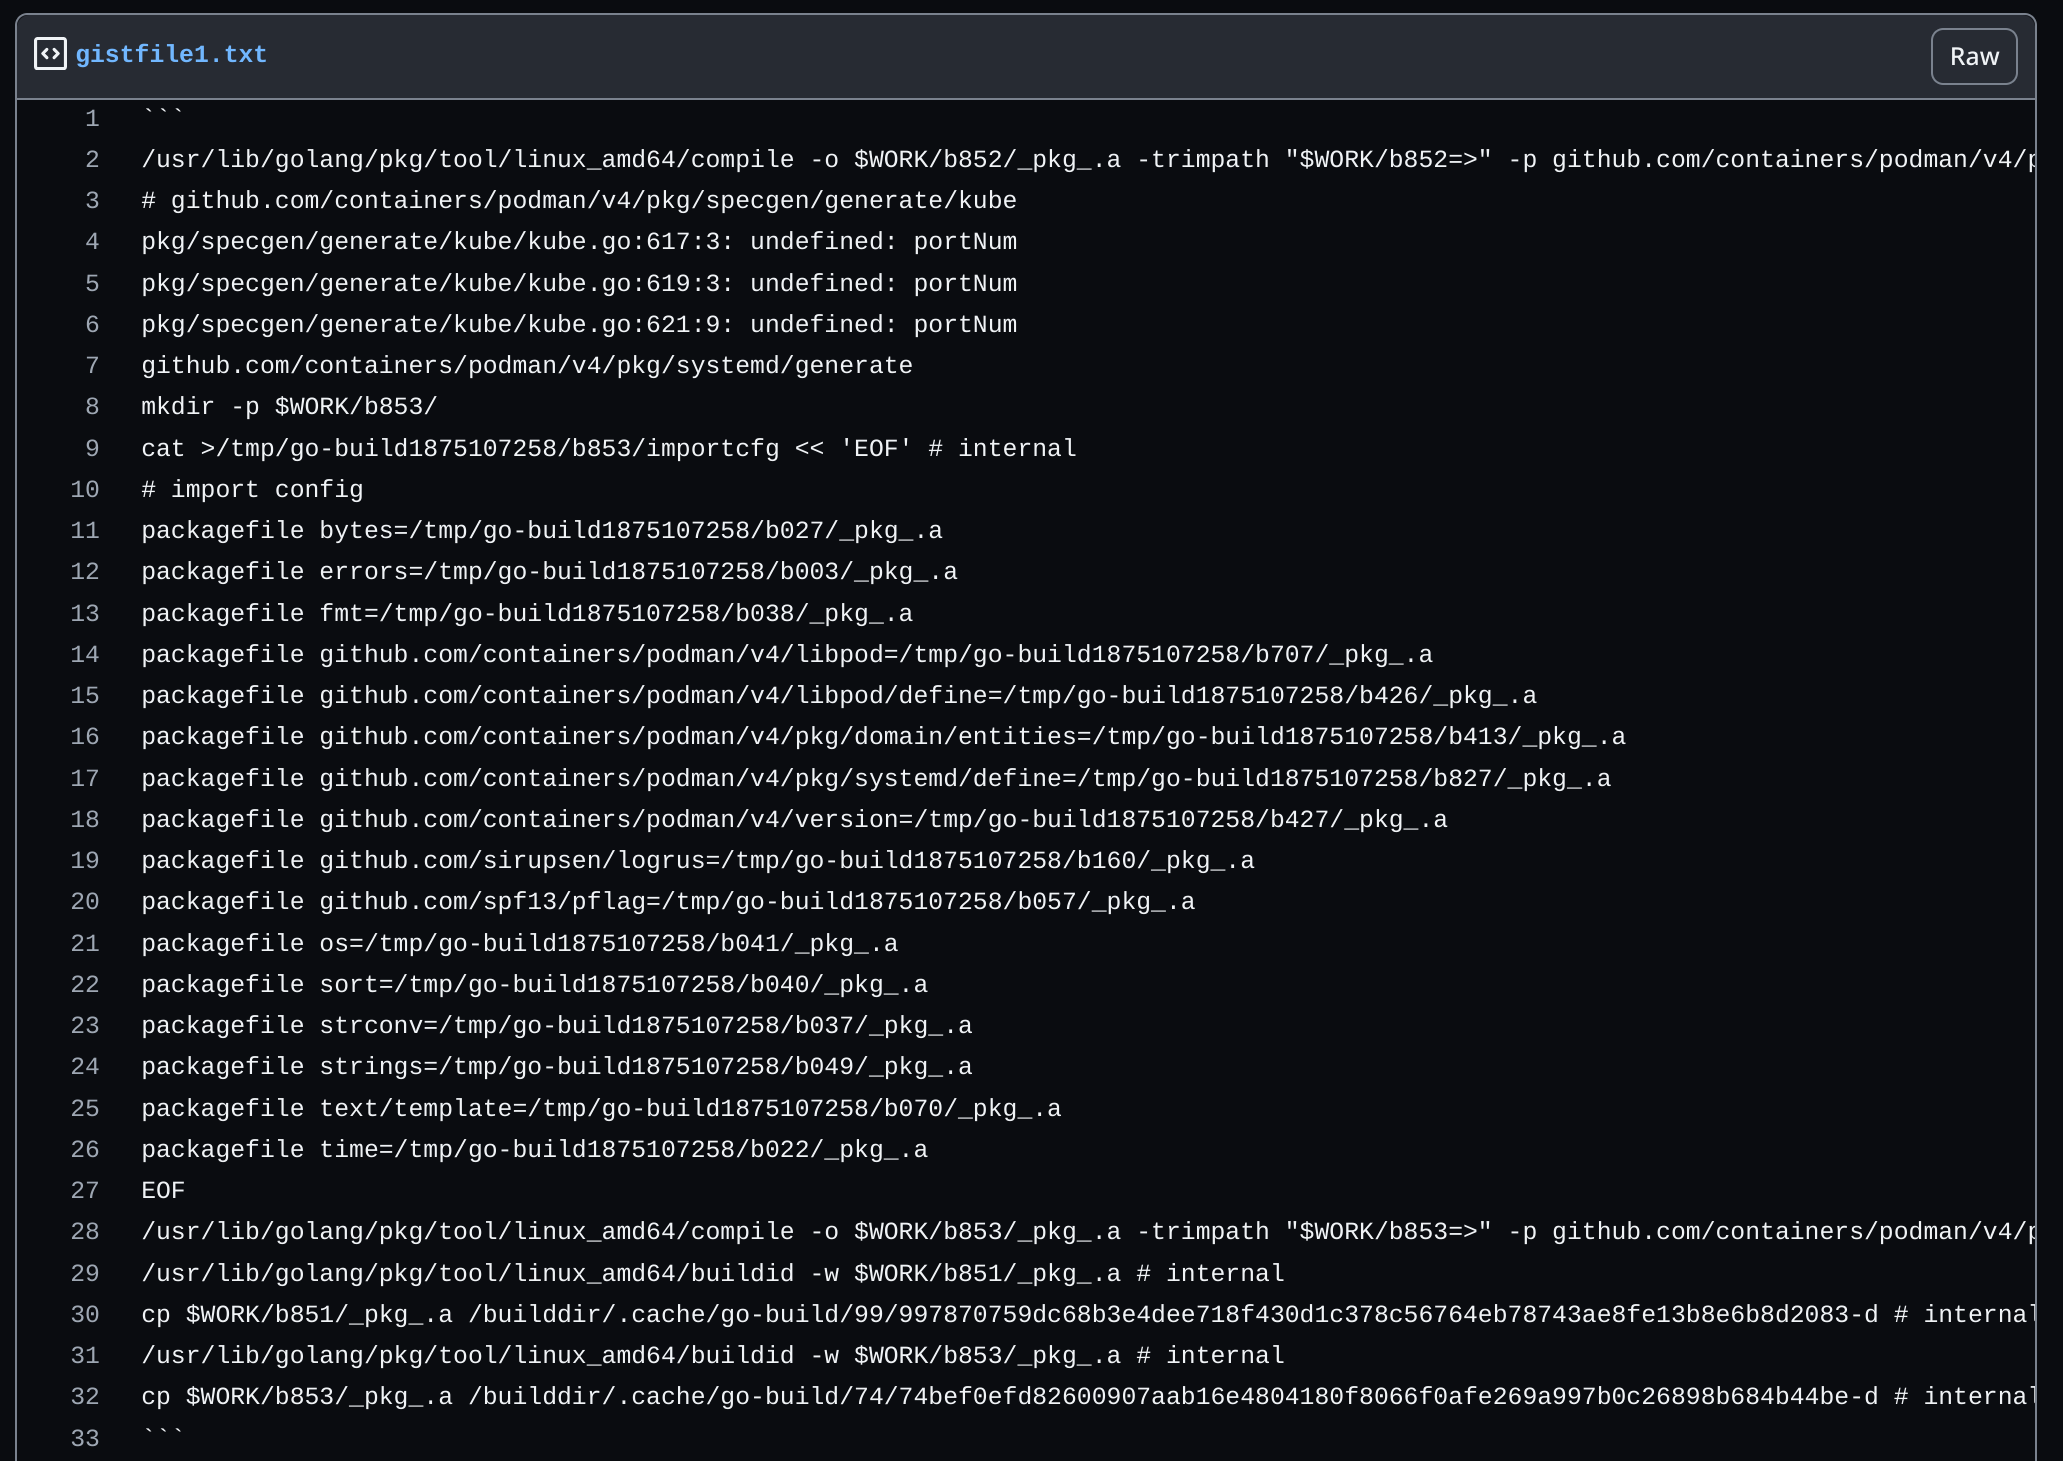 gistfile1.txt
Raw
1 ```
2 /usr/lib/golang/pkg/tool/linux_amd64/compile -o $WORK/b852/_pkg_.a -trimpath "$WORK/b852=>" -p github.com/containers/podman/v4/p
3 # github.com/containers/podman/v4/pkg/specgen/generate/kube
4 pkg/specgen/generate/kube/kube.go:617:3: undefined: portNum
5 pkg/specgen/generate/kube/kube.go:619:3: undefined: portNum
6 pkg/specgen/generate/kube/kube.go:621:9: undefined: portNum
7 github.com/containers/podman/v4/pkg/systemd/generate
8 mkdir -p $WORK/b853/
9 cat >/tmp/go-build1875107258/b853/importcfg << 'EOF' # internal
10 # import config
11 packagefile bytes=/tmp/go-build1875107258/b027/_pkg_.a
12 packagefile errors=/tmp/go-build1875107258/b003/_pkg_.a
13 packagefile fmt=/tmp/go-build1875107258/b038/_pkg_.a
14 packagefile github.com/containers/podman/v4/libpod=/tmp/go-build1875107258/b707/_pkg_.a
15 packagefile github.com/containers/podman/v4/libpod/define=/tmp/go-build1875107258/b426/_pkg_.a
16 packagefile github.com/containers/podman/v4/pkg/domain/entities=/tmp/go-build1875107258/b413/_pkg_.a
17 packagefile github.com/containers/podman/v4/pkg/systemd/define=/tmp/go-build1875107258/b827/_pkg_.a
18 packagefile github.com/containers/podman/v4/version=/tmp/go-build1875107258/b427/_pkg_.a
19 packagefile github.com/sirupsen/logrus=/tmp/go-build1875107258/b160/_pkg_.a
20 packagefile github.com/spf13/pflag=/tmp/go-build1875107258/b057/_pkg_.a
21 packagefile os=/tmp/go-build1875107258/b041/_pkg_.a
22 packagefile sort=/tmp/go-build1875107258/b040/_pkg_.a
23 packagefile strconv=/tmp/go-build1875107258/b037/_pkg_.a
24 packagefile strings=/tmp/go-build1875107258/b049/_pkg_.a
25 packagefile text/template=/tmp/go-build1875107258/b070/_pkg_.a
26 packagefile time=/tmp/go-build1875107258/b022/_pkg_.a
27 EOF
28 /usr/lib/golang/pkg/tool/linux_amd64/compile -o $WORK/b853/_pkg_.a -trimpath "$WORK/b853=>" -p github.com/containers/podman/v4/p
29 /usr/lib/golang/pkg/tool/linux_amd64/buildid -w $WORK/b851/_pkg_.a # internal
30 cp $WORK/b851/_pkg_.a /builddir/.cache/go-build/99/997870759dc68b3e4dee718f430d1c378c56764eb78743ae8fe13b8e6b8d2083-d # internal
31 /usr/lib/golang/pkg/tool/linux_amd64/buildid -w $WORK/b853/_pkg_.a # internal
32 cp $WORK/b853/_pkg_.a /builddir/.cache/go-build/74/74bef0efd82600907aab16e4804180f8066f0afe269a997b0c26898b684b44be-d # internal
33 ```